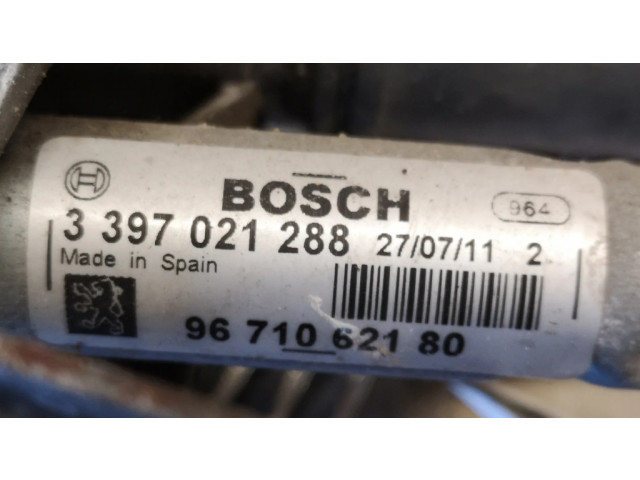 BOSCH 964
3 397 021 288 27/07/11 2
Made in Spain
96 710 621 80